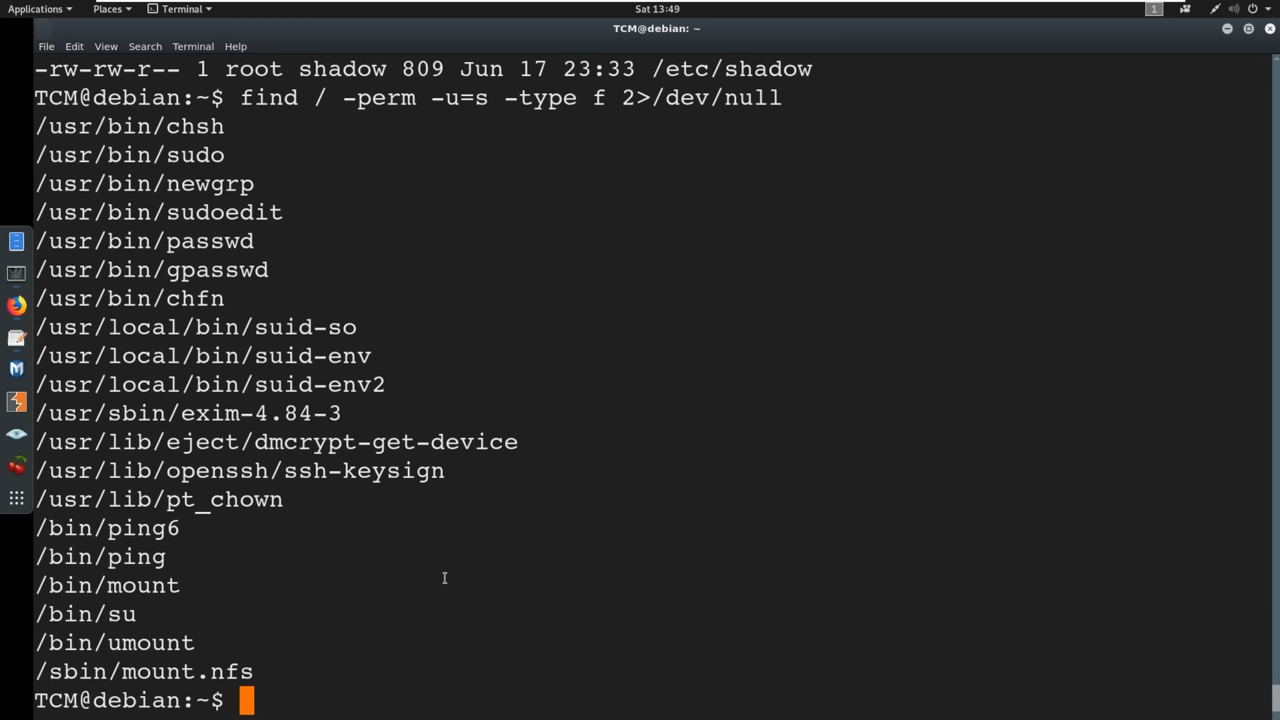 Applications Places Terminal Sat 13:49 1
TCM@debian: ~
File Edit View Search Terminal Help
-rw-rw-r-- 1 root shadow 809 Jun 17 23:33 /etc/shadow
TCM@debian:~$ find / -perm -u=s -type f 2>/dev/null
/usr/bin/chsh
/usr/bin/sudo
/usr/bin/newgrp
/usr/bin/sudoedit
/usr/bin/passwd
/usr/bin/gpasswd
/usr/bin/chfn
/usr/local/bin/suid-so
/usr/local/bin/suid-env
/usr/local/bin/suid-env2
/usr/sbin/exim-4.84-3
/usr/lib/eject/dmcrypt-get-device
/usr/lib/openssh/ssh-keysign
/usr/lib/pt_chown
/bin/ping6
/bin/ping
/bin/mount
/bin/su
/bin/umount
/sbin/mount.nfs
TCM@debian:~$